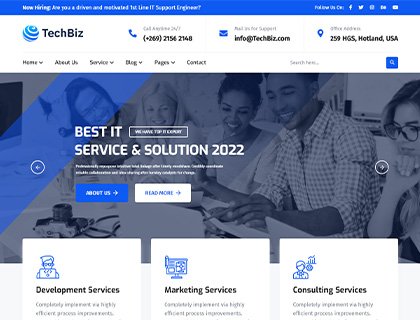 Now Hiring: Are you a driven and motivated 1st Line IT Support Engineer?
Follow Us On:
TechBiz
Call Anytime 24/7
(+269) 2156 2148
Mail Us For Support
info@TechBiz.com
Office Address
259 HGS, Hotland, USA
Home
About Us
Service
Blog
Pages
Contact
Search here...
BEST IT
WE HAVE TOP IT EXPERT
SERVICE & SOLUTION 2022
ABOUT US
READ MORE
Development Services
Completely implement via highly
efficient process improvements.
Marketing Services
Completely implement via highly
efficient process improvements.
Consulting Services
Completely implement via highly
efficient process improvements.